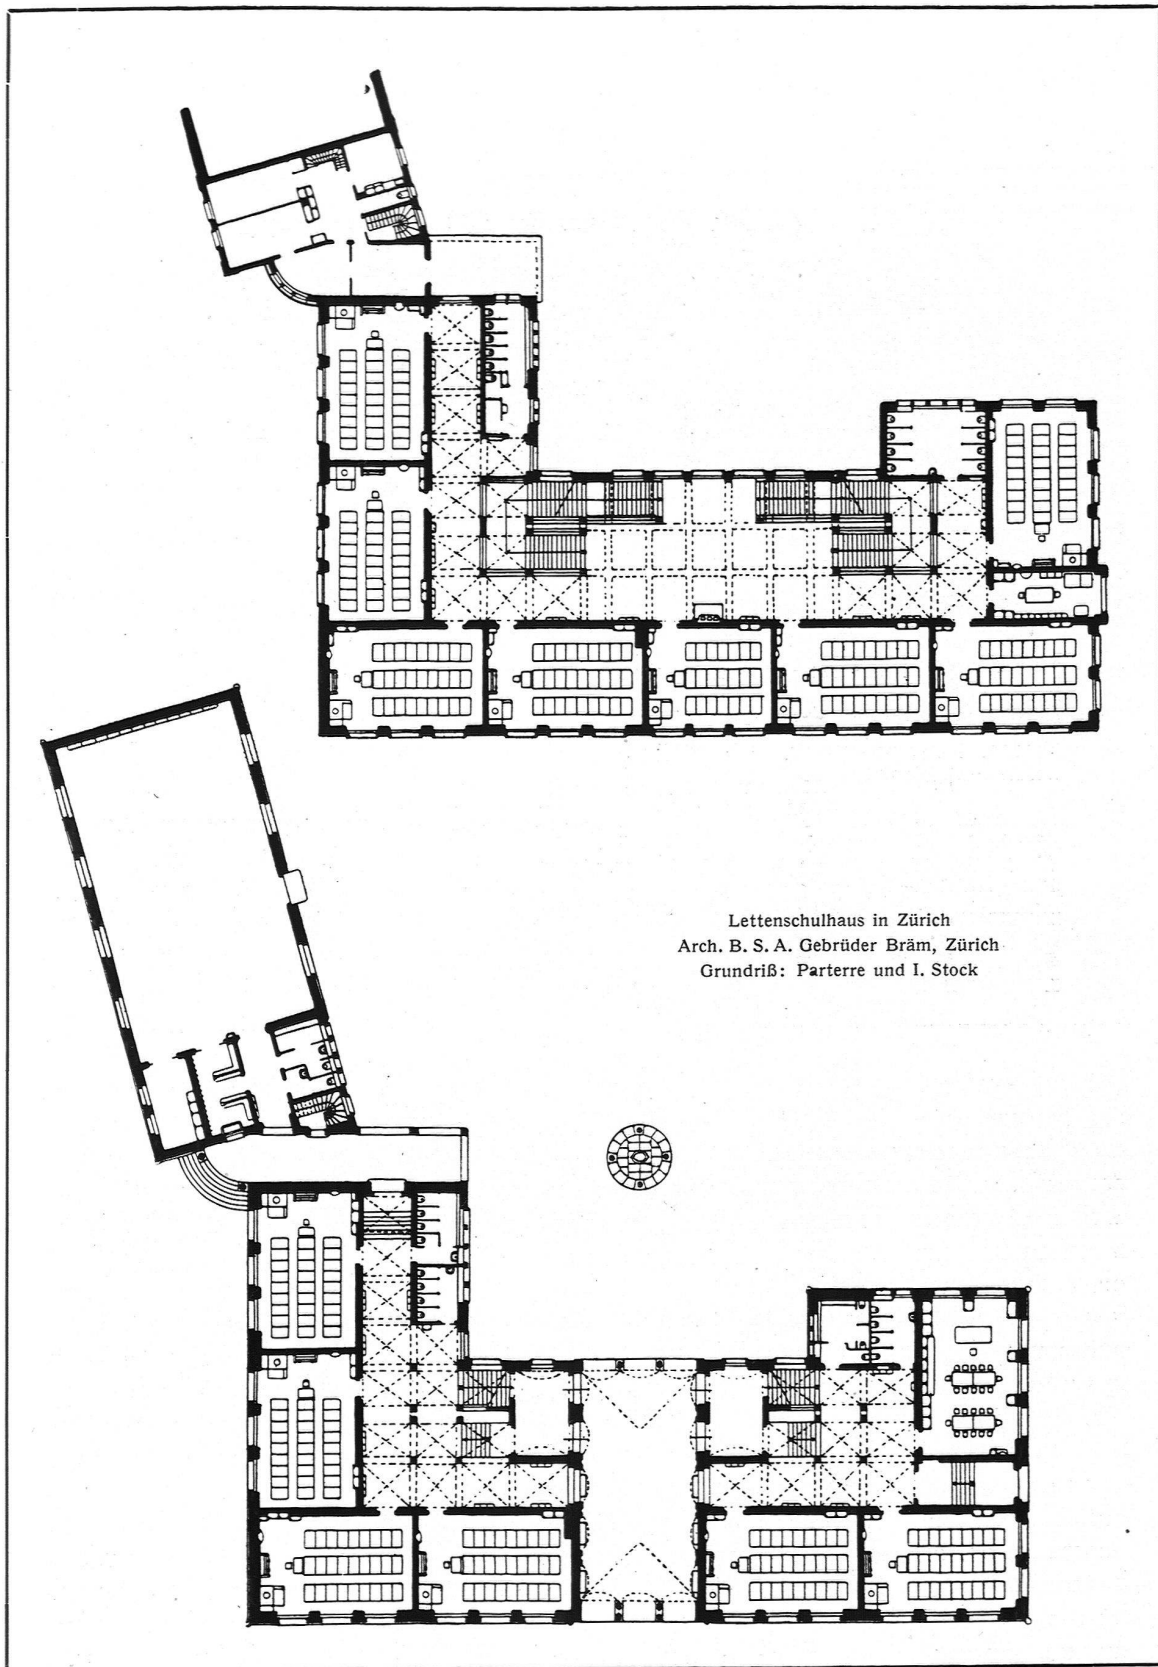 Lettenschulhaus in Zürich
Arch. B. S. A. Gebrüder Bräm, Zürich
Grundriß: Parterre und I. Stock